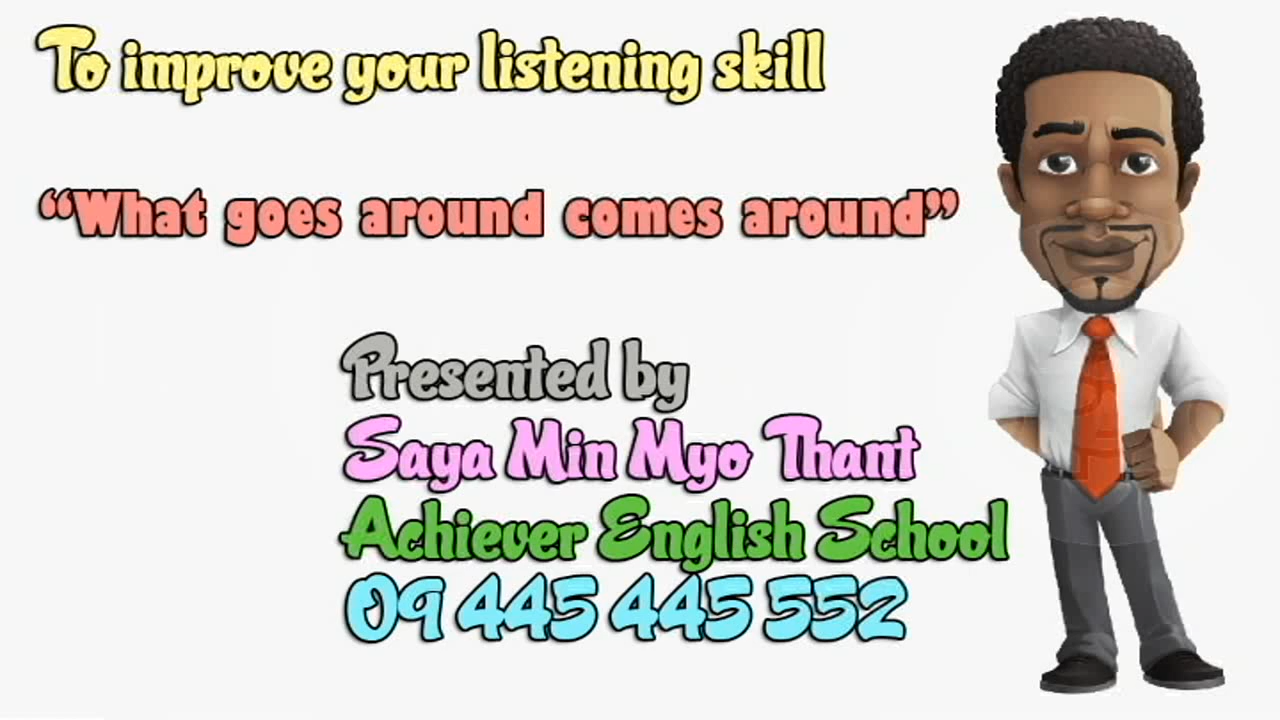 To improve your listening skill
“What goes around comes around”
Presented by
Saya Min Myo Thant
Achiever English School
09 445 445 552